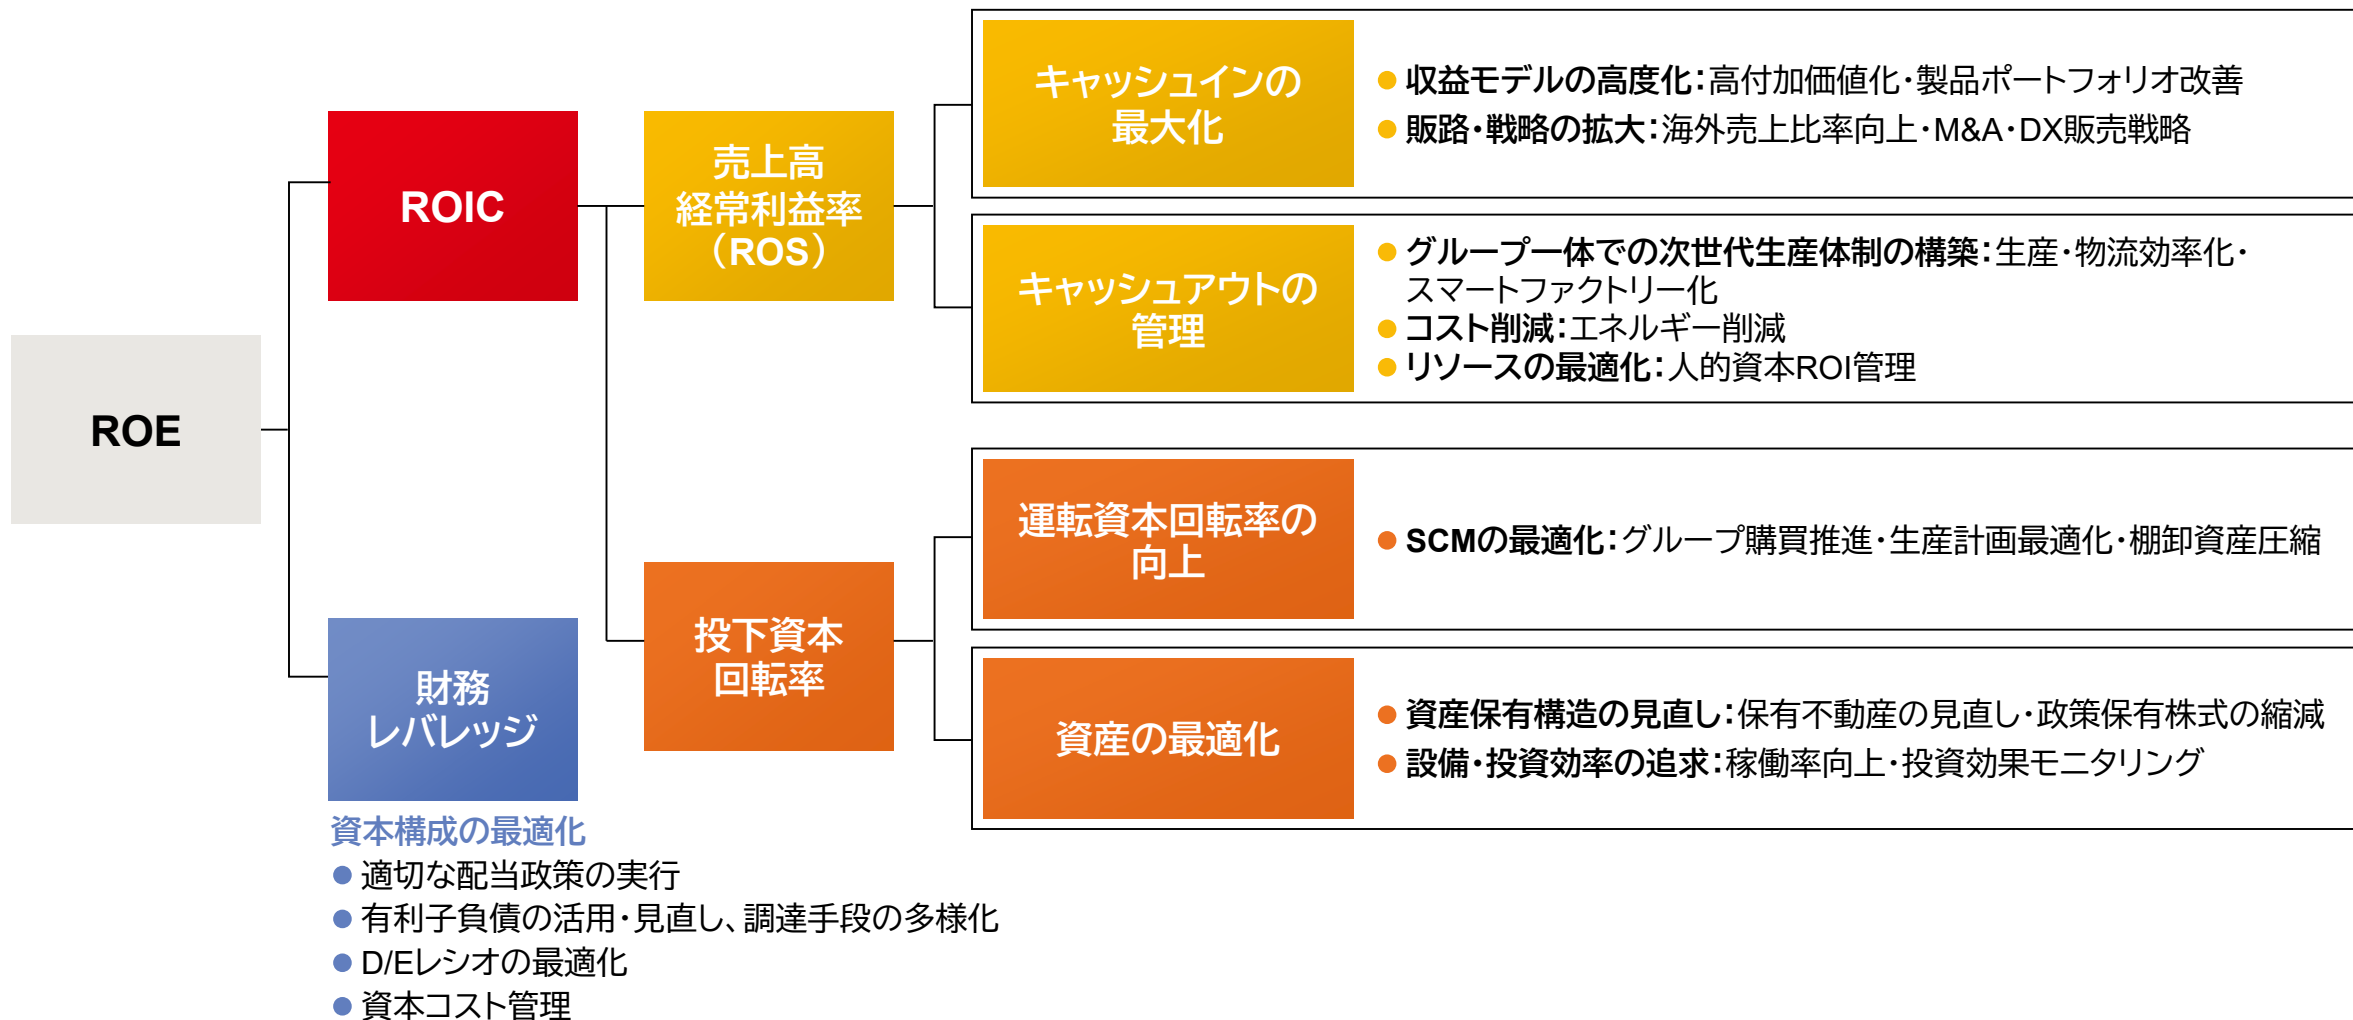 ROE
ROIC
財務
レバレッジ
資本構成の最適化
● 適切な配当政策の実行
● 有利子負債の活用・見直し、調達手段の多様化
● D/Eレシオの最適化
● 資本コスト管理
売上高
経常利益率
（ROS）
投下資本
回転率
キャッシュインの
最大化
● 収益モデルの高度化：高付加価値化・製品ポートフォリオ改善
● 販路・戦略の拡大：海外売上比率向上・M&A・DX販売戦略
キャッシュアウトの
管理
● グループ一体での次世代生産体制の構築：生産・物流効率化・
スマートファクトリー化
● コスト削減：エネルギー削減
● リソースの最適化：人的資本ROI管理
運転資本回転率の
向上
● SCMの最適化：グループ購買推進・生産計画最適化・棚卸資産圧縮
資産の最適化
● 資産保有構造の見直し：保有不動産の見直し・政策保有株式の縮減
● 設備・投資効率の追求：稼働率向上・投資効果モニタリング